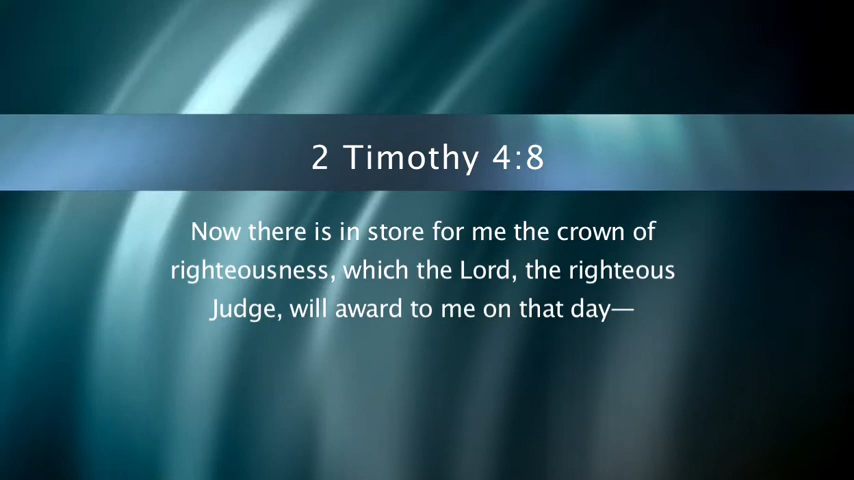 2 Timothy 4:8
Now there is in store for me the crown of
righteousness, which the Lord, the righteous
Judge, will award to me on that day—